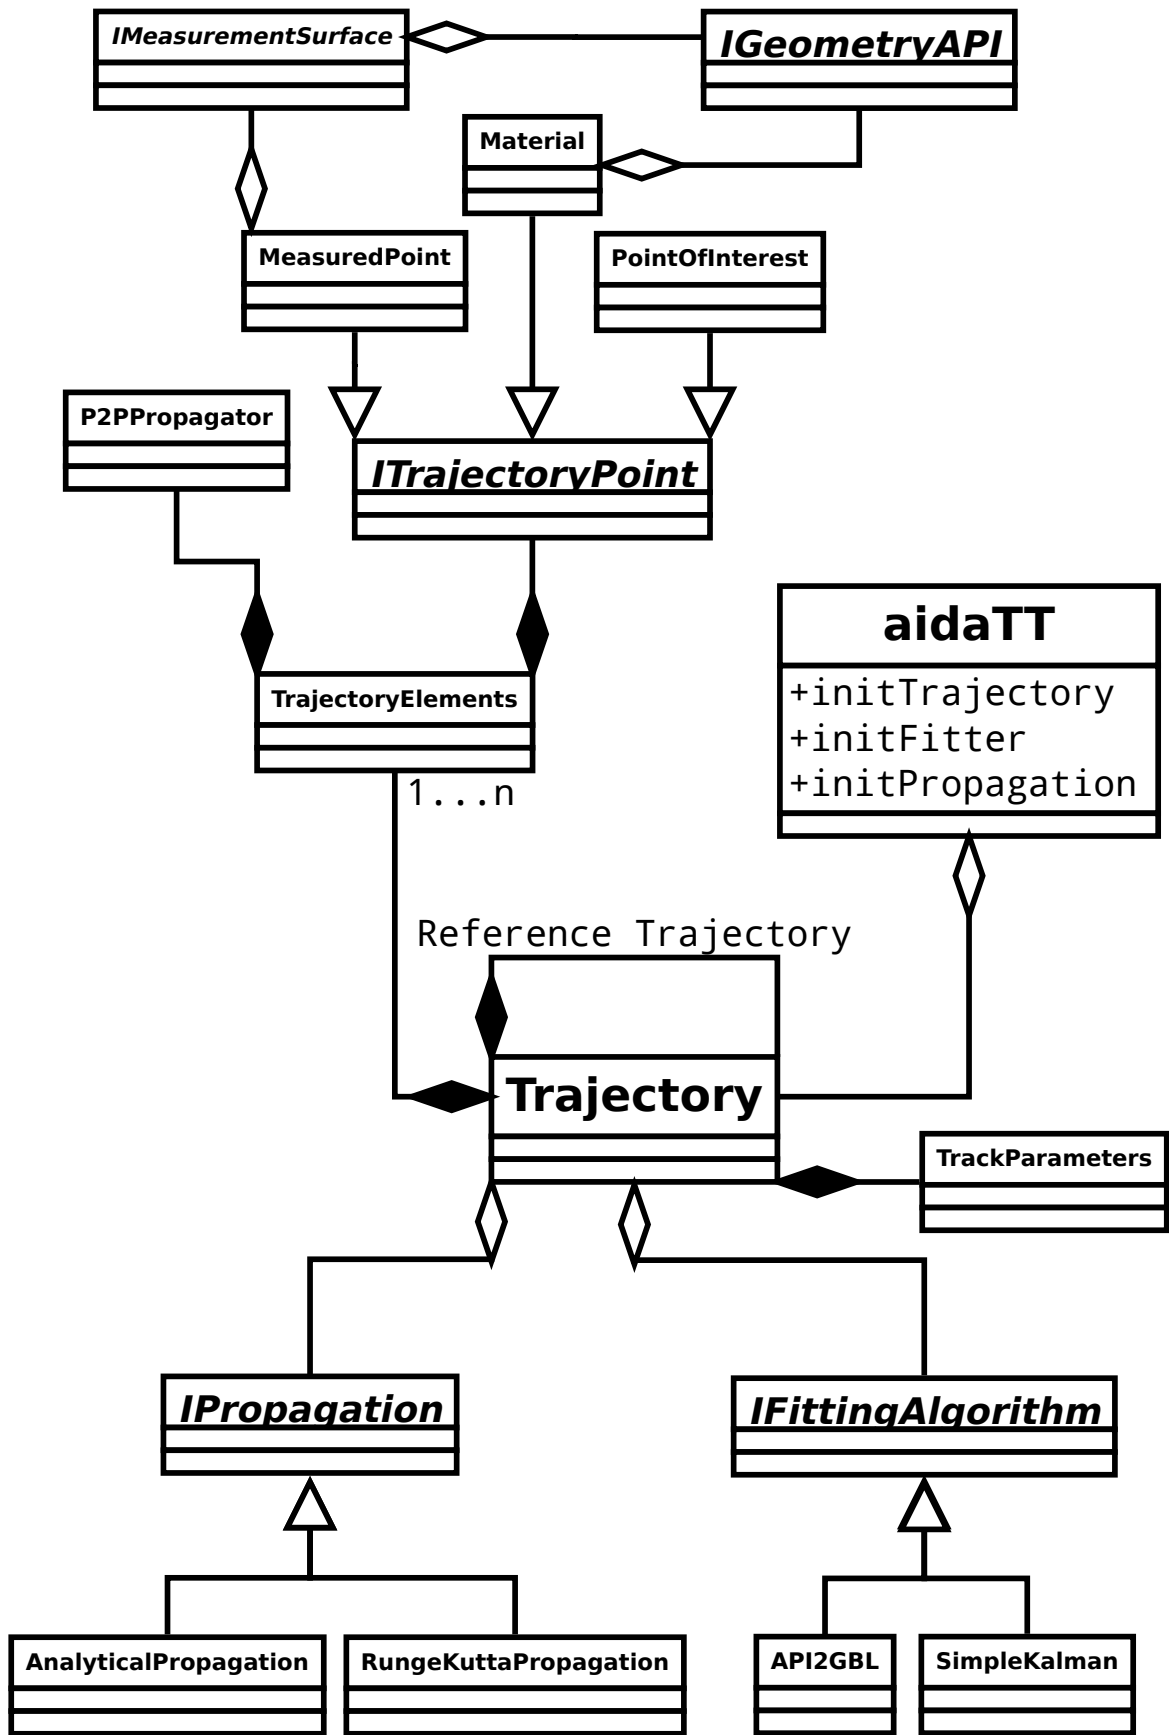 IMeasurementSurface
IGeometryAPI
Material
MeasuredPoint
PointOfInterest
P2PPropagator
ITrajectoryPoint
aidaTT
+initTrajectory
+initFitter
+initPropagation
TrajectoryElements
1...n
Reference Trajectory
Trajectory
TrackParameters
IPropagation
IFittingAlgorithm
AnalyticalPropagation
RungeKuttaPropagation
API2GBL
SimpleKalman